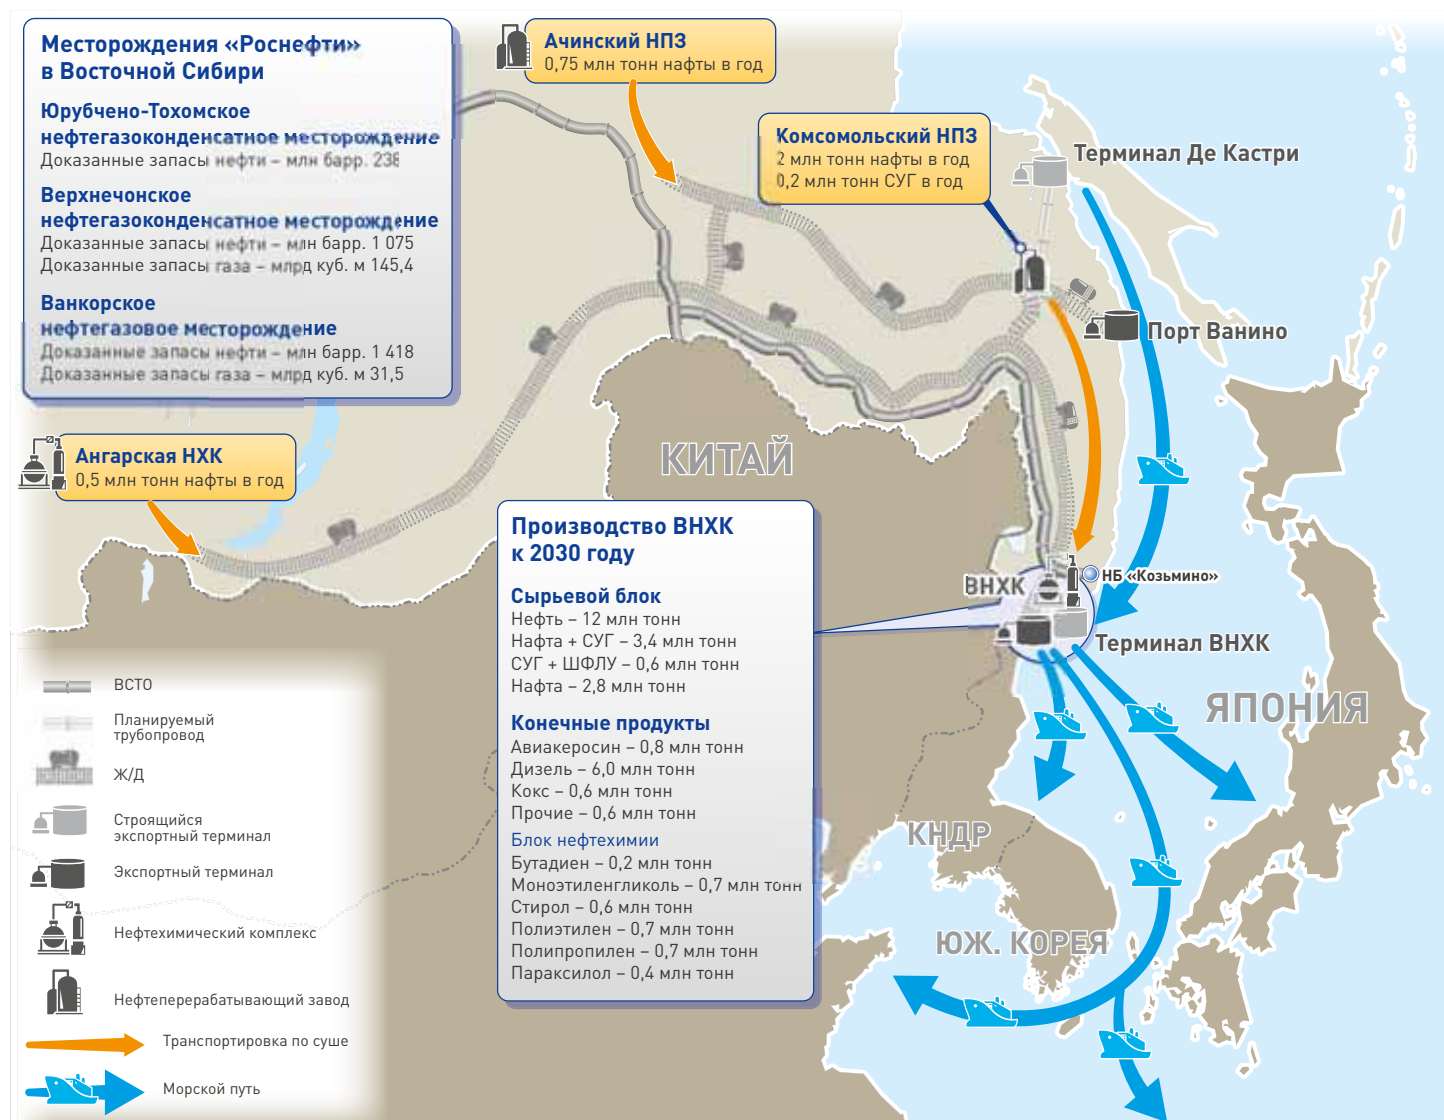 Месторождения «Роснефти»
в Восточной Сибири
Юрубчено-Тохомское
нефтегазоконденсатное месторождение
Доказанные запасы нефти – млн барр. 238
Верхнечонское
нефтегазоконденсатное месторождение
Доказанные запасы нефти – млн барр. 1 075
Доказанные запасы газа – млрд куб. м 145,4
Ванкорское
нефтегазовое месторождение
Доказанные запасы нефти – млн барр. 1 418
Доказанные запасы газа – млрд куб. м 31,5
Ачинский НПЗ
0,75 млн тонн нафты в год
Комсомольский НПЗ
2 млн тонн нафты в год
0,2 млн тонн СУГ в год
Терминал Де Кастри
Порт Ванино
Ангарская НХК
0,5 млн тонн нафты в год
КИТАЙ
Производство ВНХК
к 2030 году
Сырьевой блок
Нефть – 12 млн тонн
Нафта + СУГ – 3,4 млн тонн
СУГ + ШФЛУ – 0,6 млн тонн
Нафта – 2,8 млн тонн
Конечные продукты
Авиакеросин – 0,8 млн тонн
Дизель – 6,0 млн тонн
Кокс – 0,6 млн тонн
Прочие – 0,6 млн тонн
Блок нефтехимии
Бутадиен – 0,2 млн тонн
Моноэтиленгликоль – 0,7 млн тонн
Стирол – 0,6 млн тонн
Полиэтилен – 0,7 млн тонн
Полипропилен – 0,7 млн тонн
Параксилол – 0,4 млн тонн
ВНХК
НБ «Козьмино»
Терминал ВНХК
ЯПОНИЯ
КНДР
ЮЖ. КОРЕЯ
ВСТО
Планируемый
трубопровод
Ж/Д
Строящийся
экспортный терминал
Экспортный терминал
Нефтехимический комплекс
Нефтеперерабатывающий завод
Транспортировка по суше
Морской путь